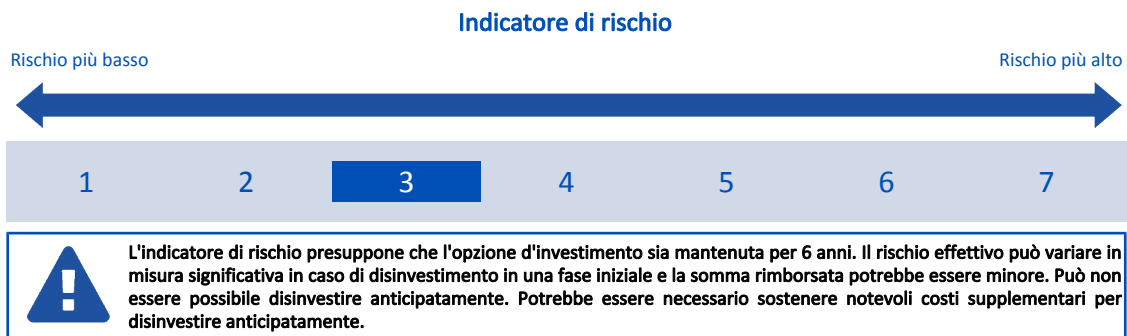 Indicatore di rischio
Rischio più basso
Rischio più alto
1 2 3 4 5 6 7
L'indicatore di rischio presuppone che l'opzione d'investimento sia mantenuta per 6 anni. Il rischio effettivo può variare in
misura significativa in caso di disinvestimento in una fase iniziale e la somma rimborsata potrebbe essere minore. Può non
essere possibile disinvestire anticipatamente. Potrebbe essere necessario sostenere notevoli costi supplementari per
disinvestire anticipatamente.